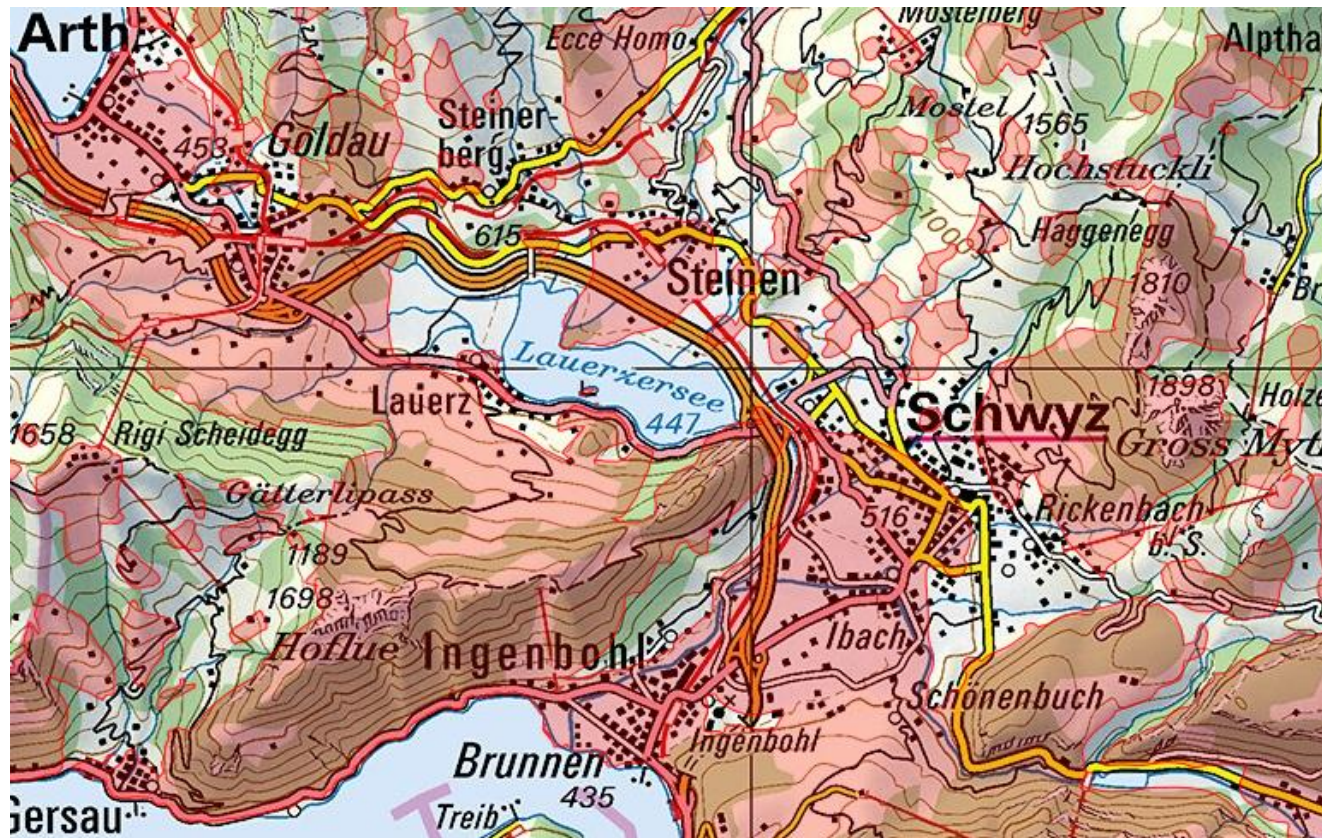 Arth
Ecce Homo
Mostelberg
Alptha
Steiner-
berg
Mostel
1565
453
Goldau
Hochstuckli
615
1000
Haggenegg
Steinen
1810
Br
Lauerzersee
447
Lauerz
Schwyz
1898
Holze
1658
Rigi Scheidegg
Gross Myt
Gätterlipass
516
Rickenbach
b. S.
1189
1698
Hoflue
Ingenbohl
Ibach
Schönenbuch
Ingenbohl
Brunnen
435
Gersau
Treib